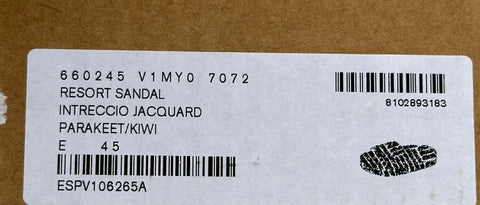 660245 V1MY0 7072
RESORT SANDAL
INTRECCIO JACQUARD
PARAKEET/KIWI
E 45
ESPV106265A
8102893183